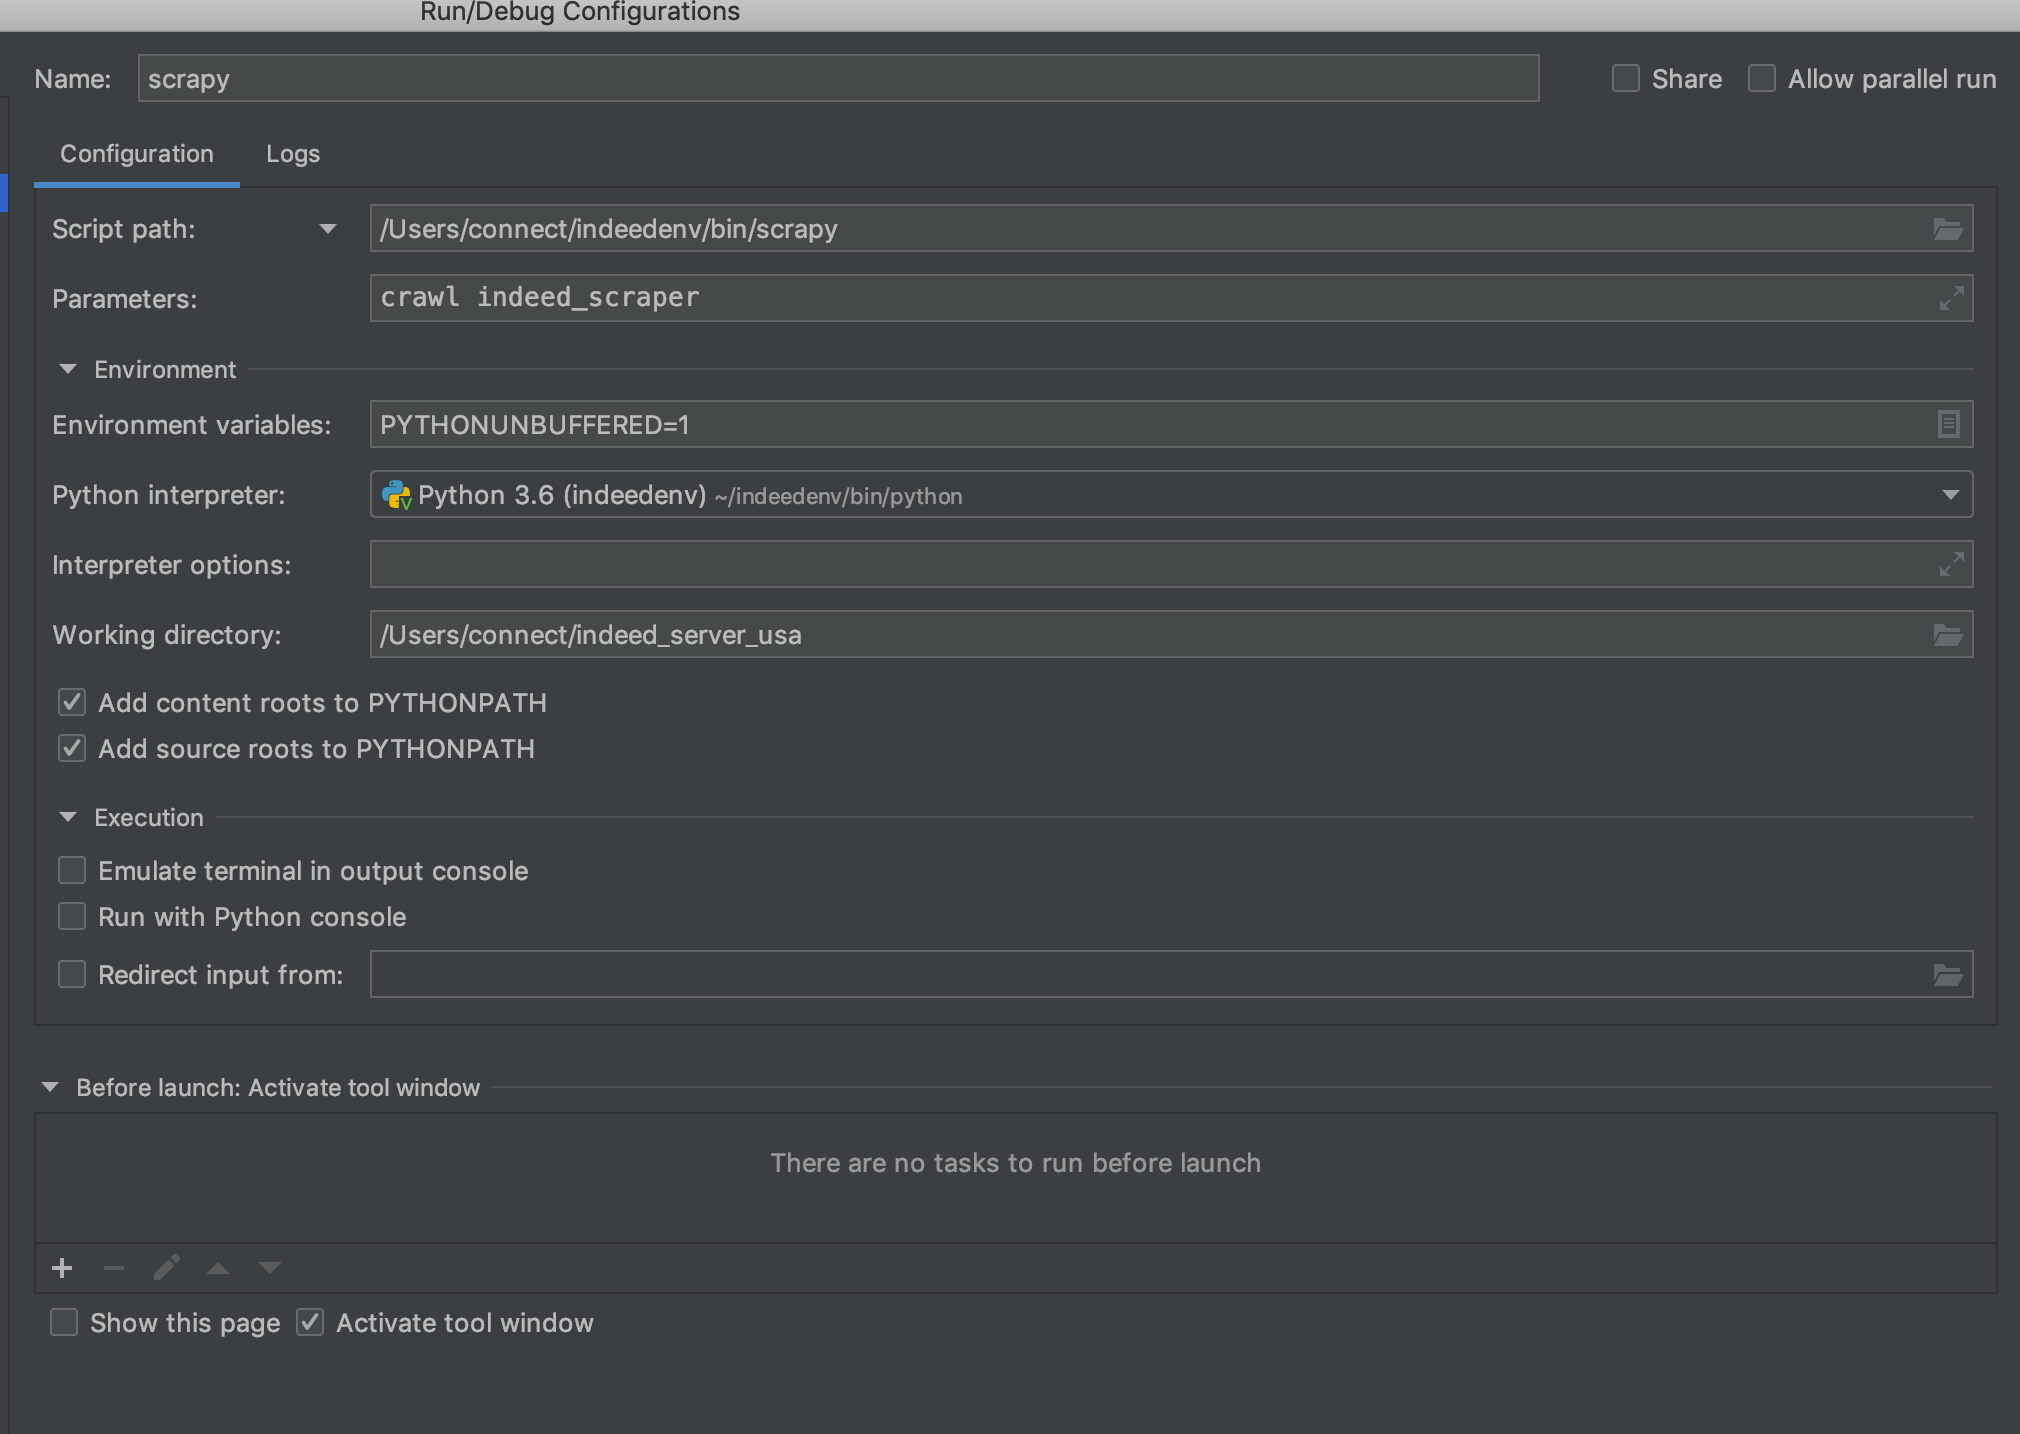 Run/Debug Configurations
Name: scrapy Share Allow parallel run
Configuration Logs
Script path: /Users/connect/indeedenv/bin/scrapy
Parameters: crawl indeed_scraper
Environment
Environment variables: PYTHONUNBUFFERED=1
Python interpreter: Python 3.6 (indeedenv) ~/indeedenv/bin/python
Interpreter options:
Working directory: /Users/connect/indeed_server_usa
Add content roots to PYTHONPATH
Add source roots to PYTHONPATH
Execution
Emulate terminal in output console
Run with Python console
Redirect input from:
Before launch: Activate tool window
There are no tasks to run before launch
Show this page Activate tool window